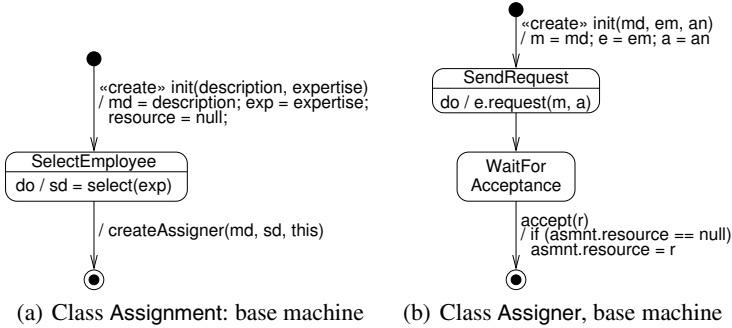 «create» init(description, expertise)
/ md = description; exp = expertise;
resource = null;
SelectEmployee
do / sd = select(exp)
/ createAssigner(md, sd, this)
(a) Class Assignment: base machine
«create» init(md, em, an)
/ m = md; e = em; a = an
SendRequest
do / e.request(m, a)
WaitFor
Acceptance
accept(r)
/ if (asmnt.resource == null)
asmnt.resource = r
(b) Class Assigner, base machine